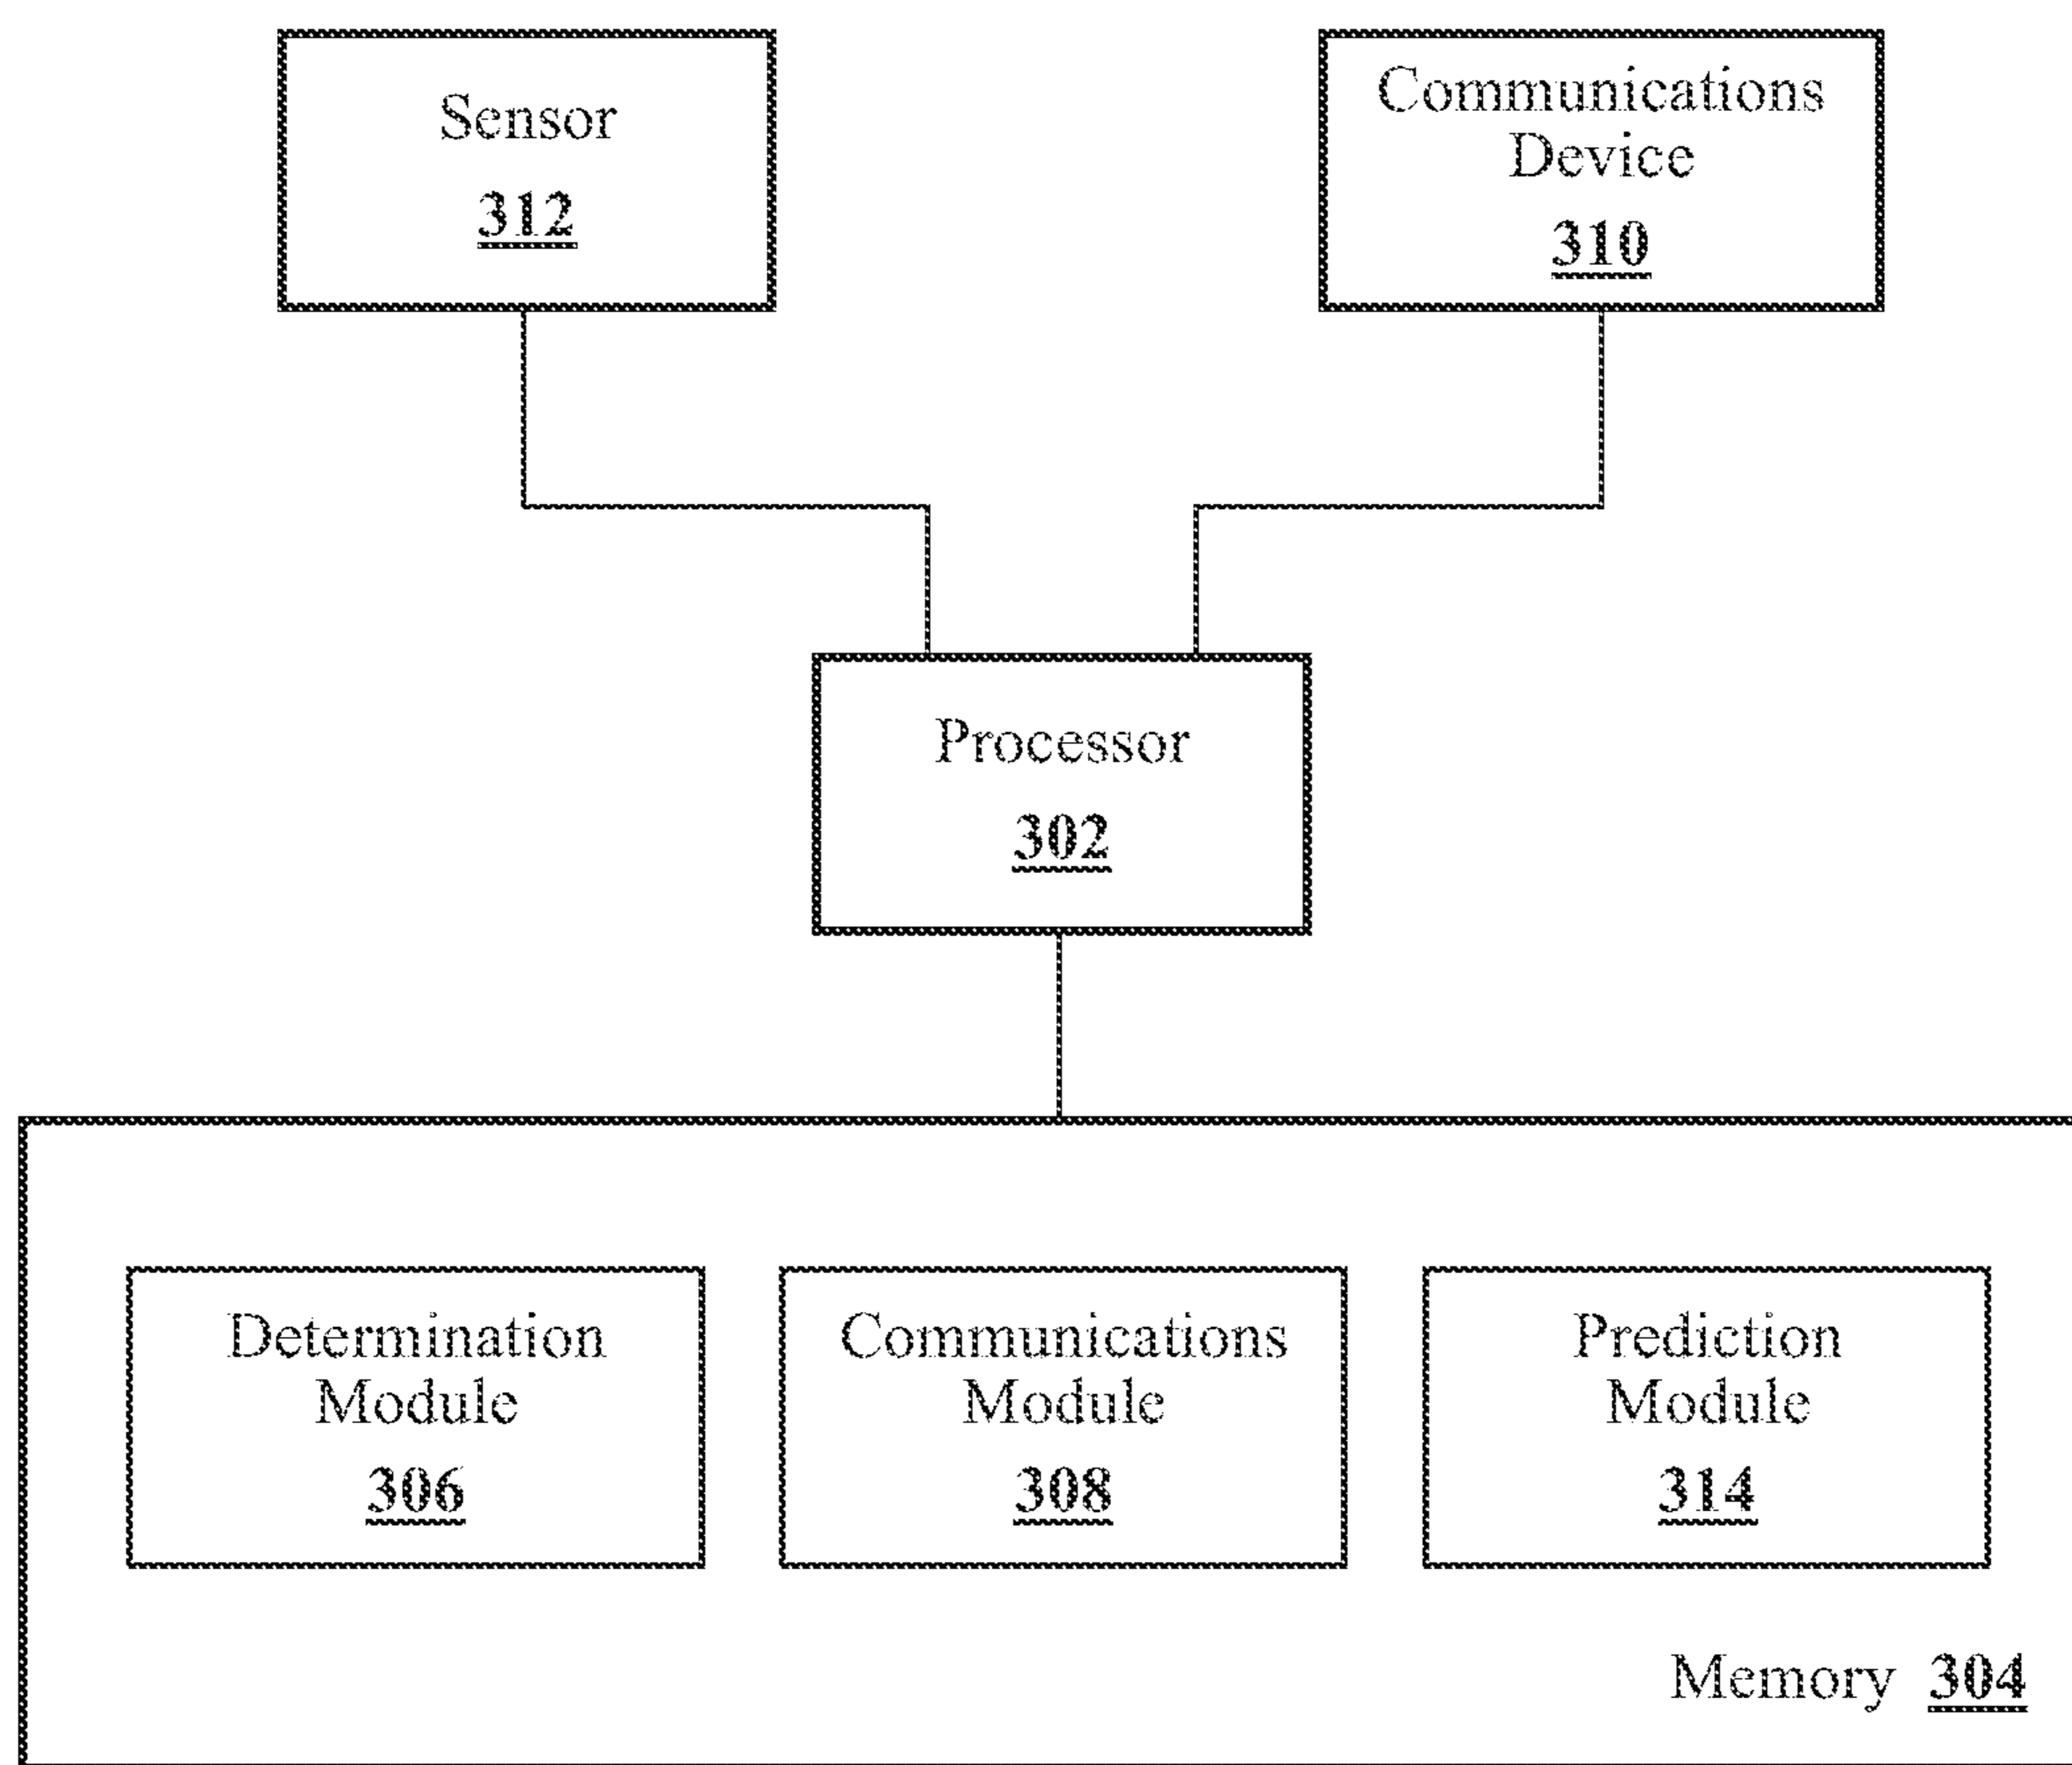 Sensor
312
Communications
Device
310
Processor
302
Determination
Module
306
Communications
Module
308
Prediction
Module
314
Memory 304